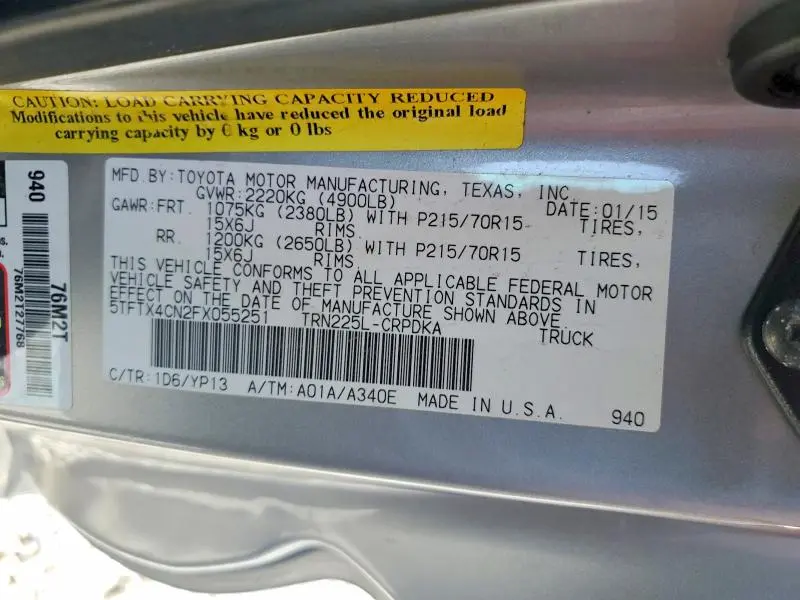 CAUTION: LOAD CARRYING CAPACITY REDUCED
Modifications to this vehicle have reduced the original load
carrying capacity by 0 kg or 0 lbs
MFD.BY:TOYOTA MOTOR MANUFACTURING, TEXAS, INC.
GVWR:2220KG (4900LB) DATE:01/15
GAWR:FRT. 1075KG (2380LB) WITH P215/70R15 TIRES,
15X6J RIMS.
RR. 1200KG (2650LB) WITH P215/70R15 TIRES,
15X6J RIMS
THIS VEHICLE CONFORMS TO ALL APPLICABLE FEDERAL MOTOR
VEHICLE SAFETY AND THEFT PREVENTION STANDARDS IN
EFFECT ON THE DATE OF MANUFACTURE SHOWN ABOVE.
5TFTX4CN2FX055251 TRN225L-CRPDKA TRUCK
C/TR:1D6/YP13 A/TM:A01A/A340E MADE IN U.S.A. 940
940
76M2T
76M2T27768